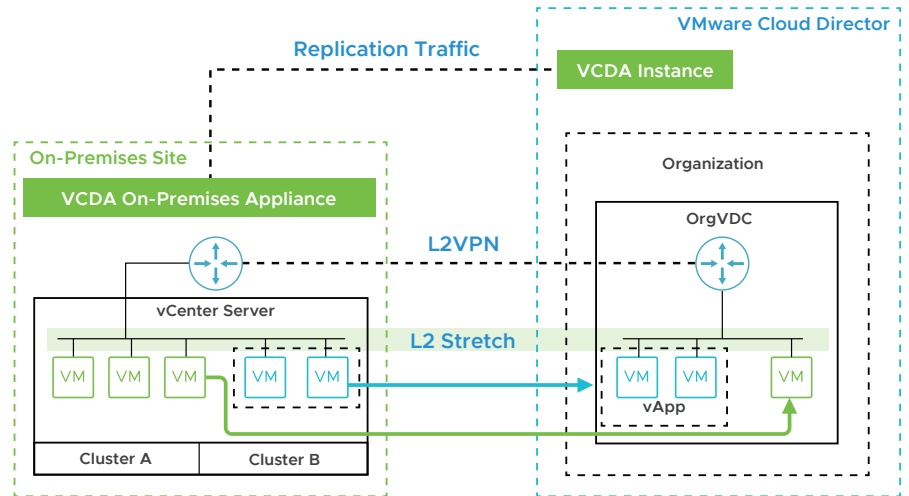 VMware Cloud Director
Replication Traffic
VCDA Instance
On-Premises Site
Organization
VCDA On-Premises Appliance
OrgVDC
L2VPN
vCenter Server
L2 Stretch
VM VM VM VM VM VM VM VM
vApp
Cluster A Cluster B